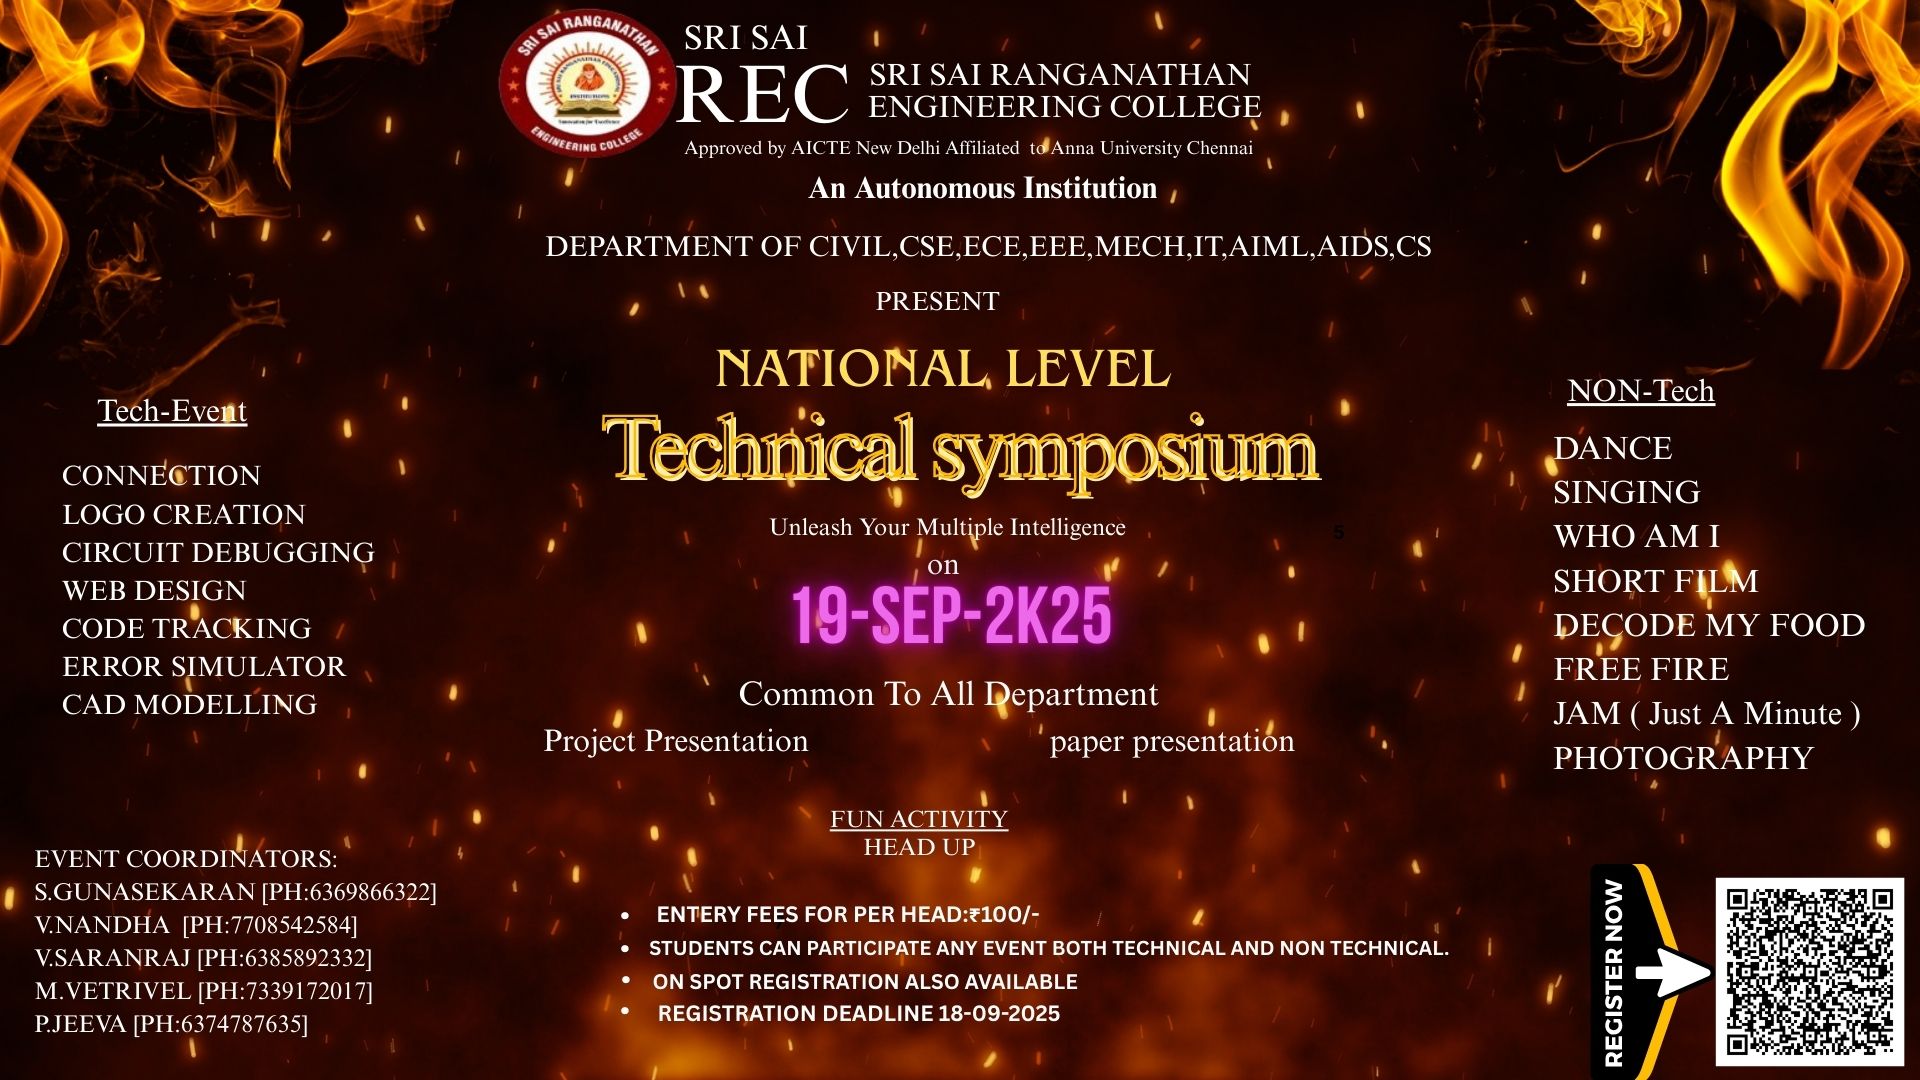 SRI SAI RANGANATHAN
ENGINEERING COLLEGE
SRI SAI
REC
SRI SAI RANGANATHAN
ENGINEERING COLLEGE
Approved by AICTE New Delhi Affiliated to Anna University Chennai
An Autonomous Institution
DEPARTMENT OF CIVIL,CSE,ECE,EEE,MECH,IT,AIML,AIDS,CS
PRESENT
NATIONAL LEVEL
Technical symposium
Unleash Your Multiple Intelligence
5
on
19-SEP-2K25
Common To All Department
Project Presentation
paper presentation
FUN ACTIVITY
HEAD UP
Tech-Event
CONNECTION
LOGO CREATION
CIRCUIT DEBUGGING
WEB DESIGN
CODE TRACKING
ERROR SIMULATOR
CAD MODELLING
NON-Tech
DANCE
SINGING
WHO AM I
SHORT FILM
DECODE MY FOOD
FREE FIRE
JAM ( Just A Minute )
PHOTOGRAPHY
EVENT COORDINATORS:
S.GUNASEKARAN [PH:6369866322]
V.NANDHA [PH:7708542584]
V.SARANRAJ [PH:6385892332]
M.VETRIVEL [PH:7339172017]
P.JEEVA [PH:6374787635]
• ENTERY FEES FOR PER HEAD:₹100/-
• STUDENTS CAN PARTICIPATE ANY EVENT BOTH TECHNICAL AND NON TECHNICAL.
• ON SPOT REGISTRATION ALSO AVAILABLE
• REGISTRATION DEADLINE 18-09-2025
REGISTER NOW